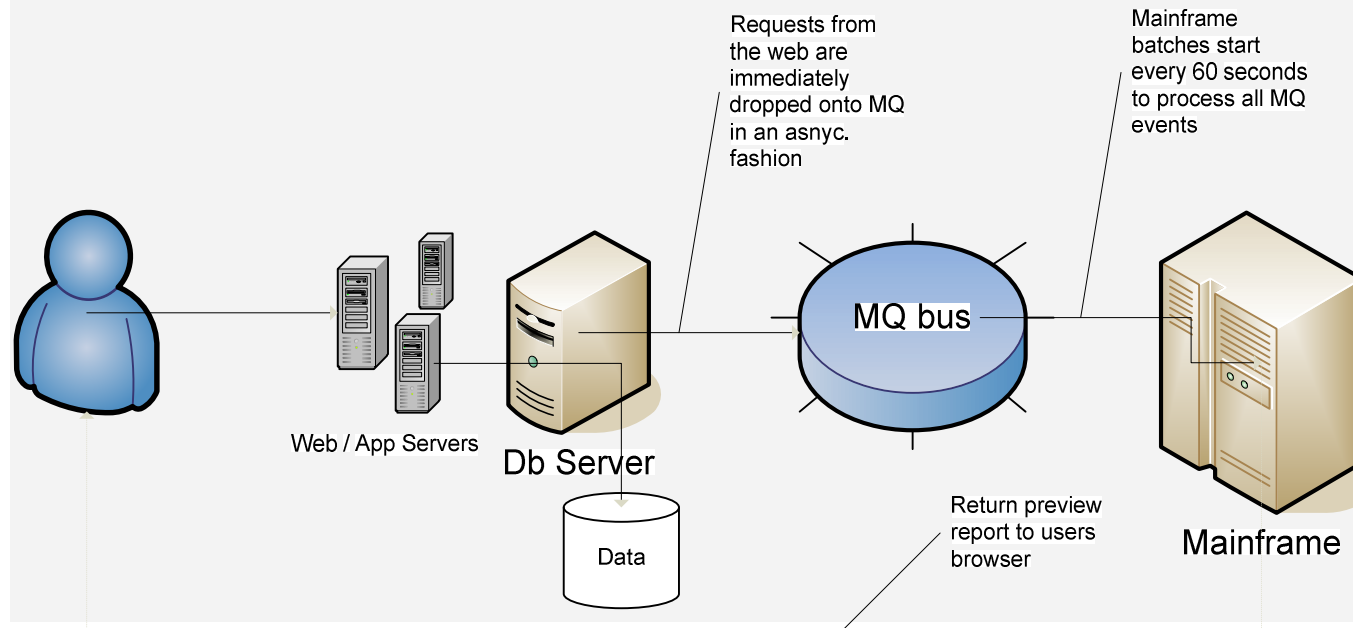 Requests from
the web are
immediately
dropped onto MQ
in an asnyc.
fashion
Mainframe
batches start
every 60 seconds
to process all MQ
events
MQ bus
Web / App Servers
Db Server
Data
Return preview
report to users
browser
Mainframe